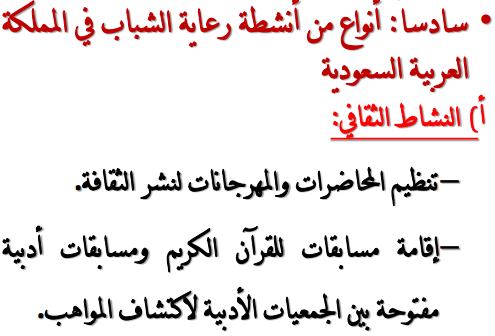 • سادسا: أنواع من أنشطة رعاية الشباب في المملكة
العربية السعودية
أ) النشاط الثقافي:
–تنظيم المحاضرات والمهرجانات لنشر الثقافة.
–إقامة مسابقات للقرآن الكريم ومسابقات أدبية
مفتوحة بين الجمعيات الأدبية لاكتشاف المواهب.